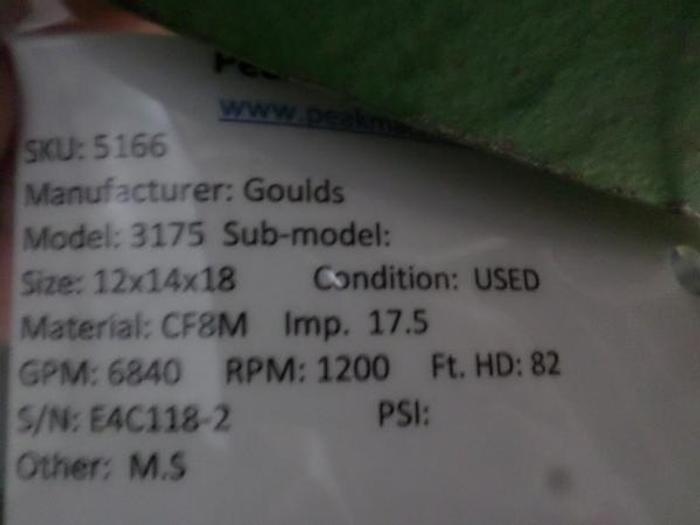 www.peakma
SKU: 5166
Manufacturer: Goulds
Model: 3175 Sub-model:
Size: 12x14x18 Condition: USED
Material: CF8M Imp. 17.5
GPM: 6840 RPM: 1200 Ft. HD: 82
S/N: E4C118-2 PSI:
Other: M.S